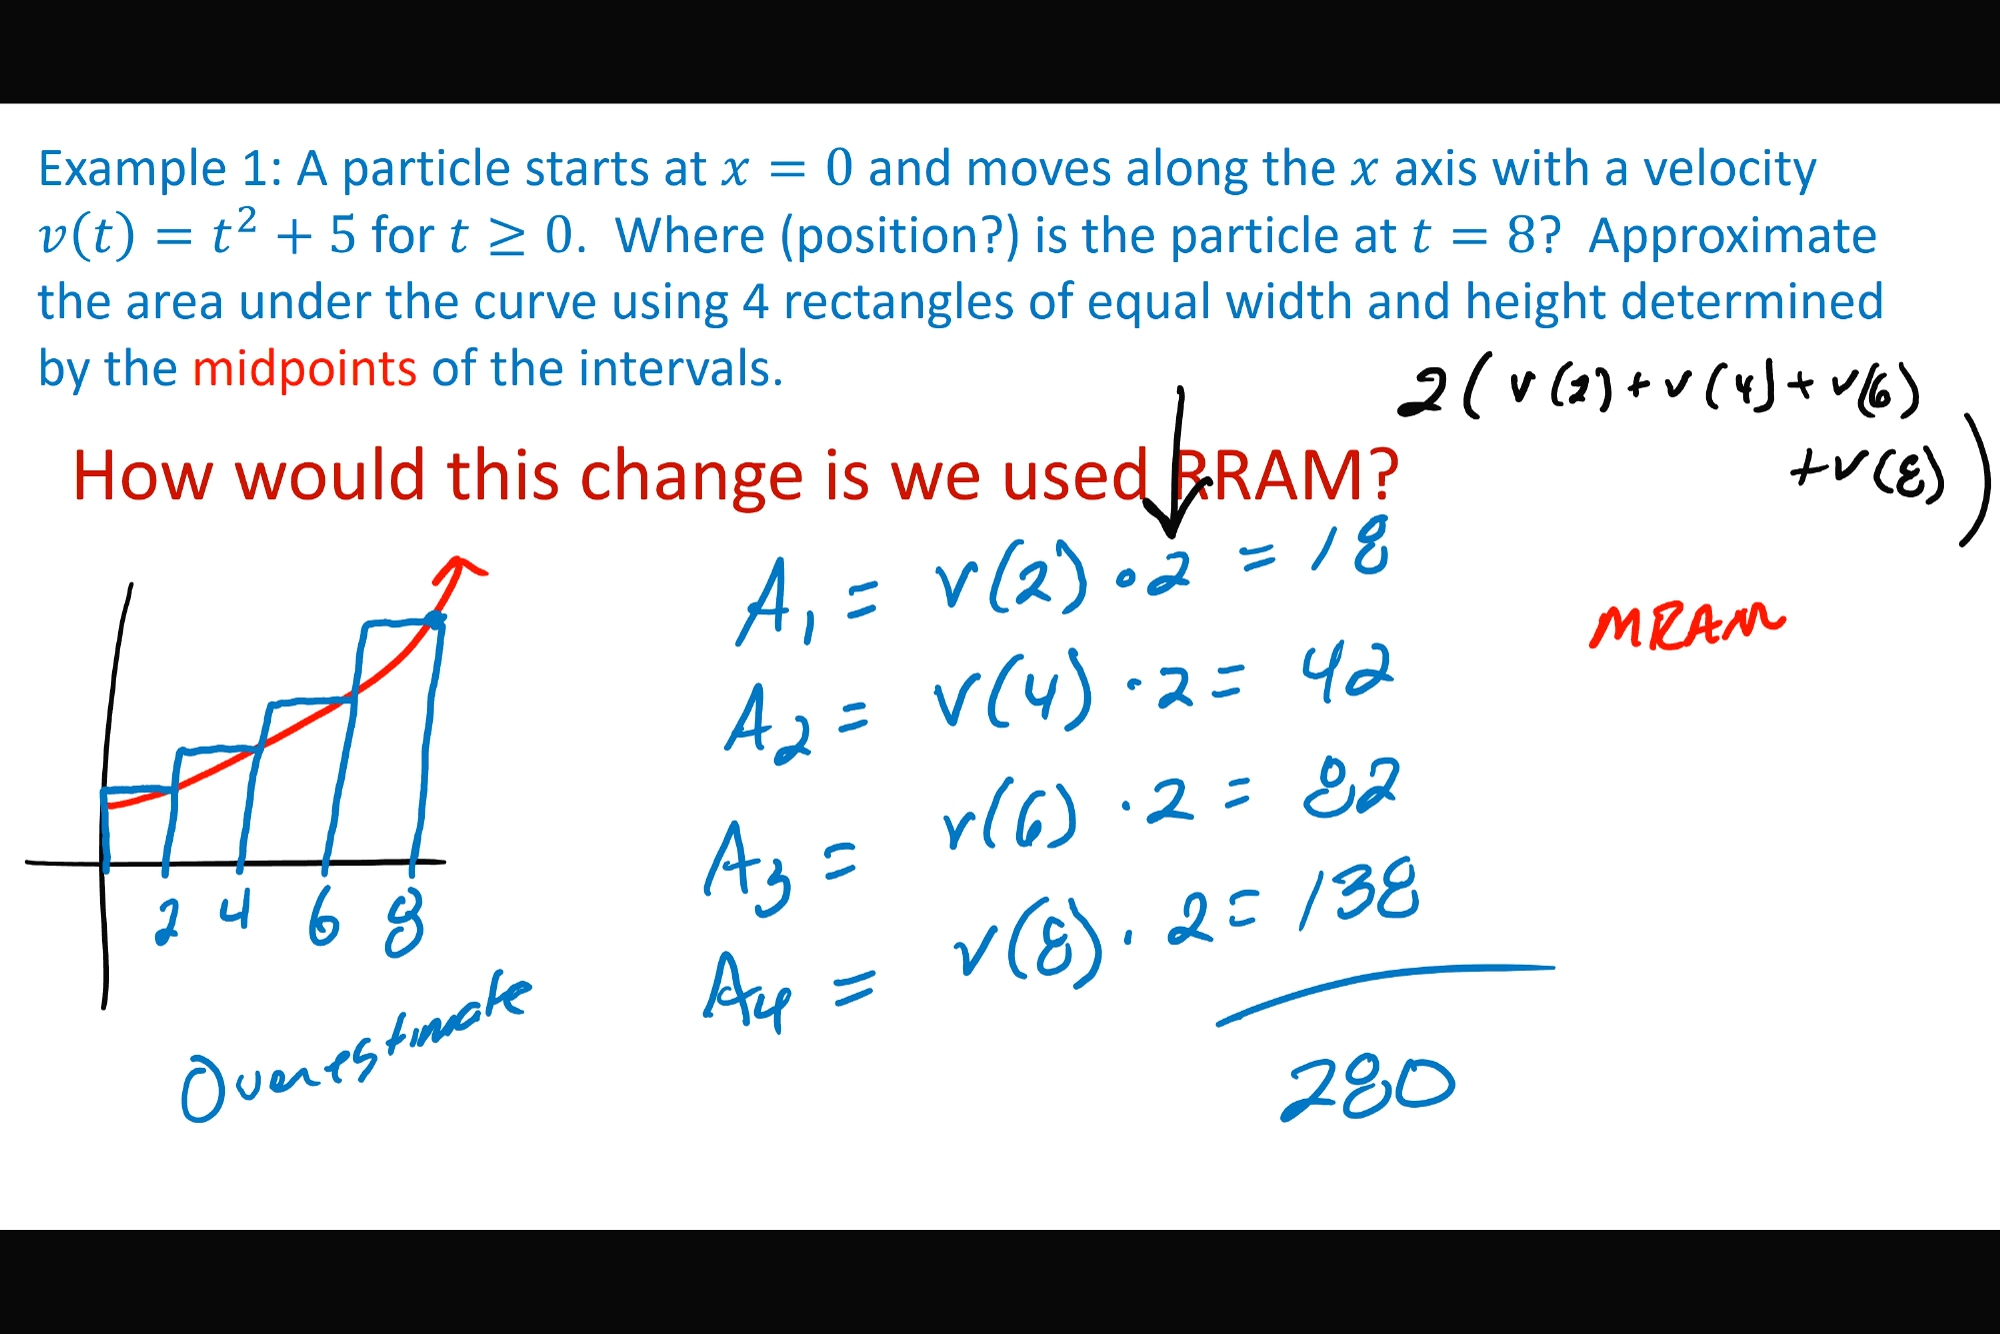 Example 1: A particle starts at x = 0 and moves along the x axis with a velocity
v(t) = t² + 5 for t ≥ 0. Where (position?) is the particle at t = 8? Approximate
the area under the curve using 4 rectangles of equal width and height determined
by the midpoints of the intervals.
2(v(2)+v(4)+v(6)
+v(8))
How would this change is we used RRAM?
A₁ = v(2)·2 = 18
MRAM
A₂ = v(4)·2 = 42
A₃ = v(6)·2 = 82
A₄ = v(8)·2 = 138
2 4 6 8
Overestimate
280